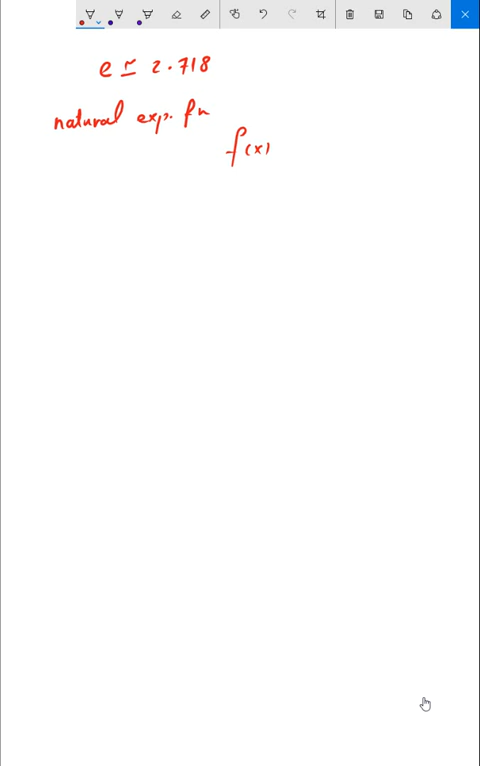 e ≃ 2.718
natural exp. fn
f(x)